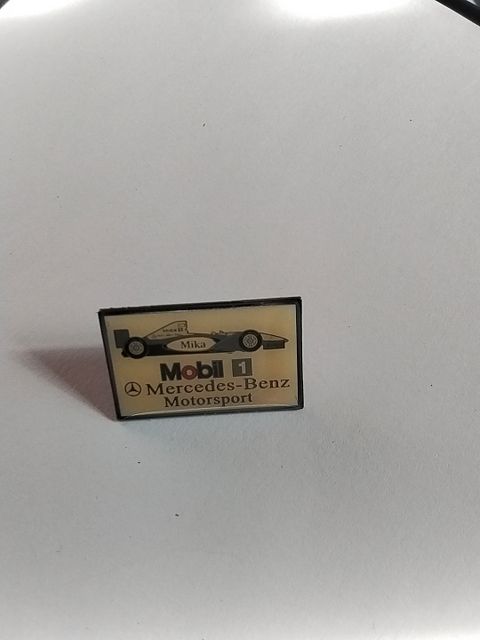 Mika
Mobil 1
Mercedes-Benz
Motorsport